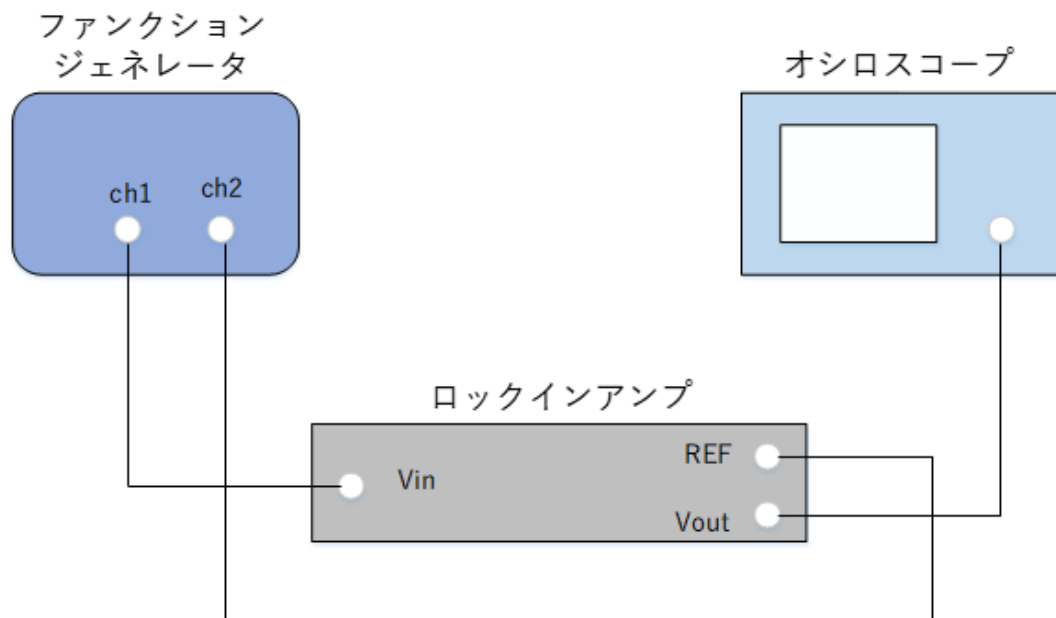 ファンクション
ジェネレータ
オシロスコープ
ch1
ch2
ロックインアンプ
REF
Vin
Vout